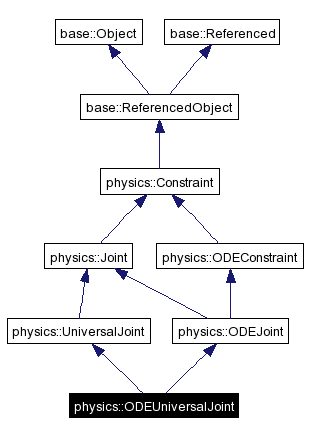 base::Object
base::Referenced
base::ReferencedObject
physics::Constraint
physics::Joint
physics::ODEConstraint
physics::UniversalJoint
physics::ODEJoint
physics::ODEUniversalJoint